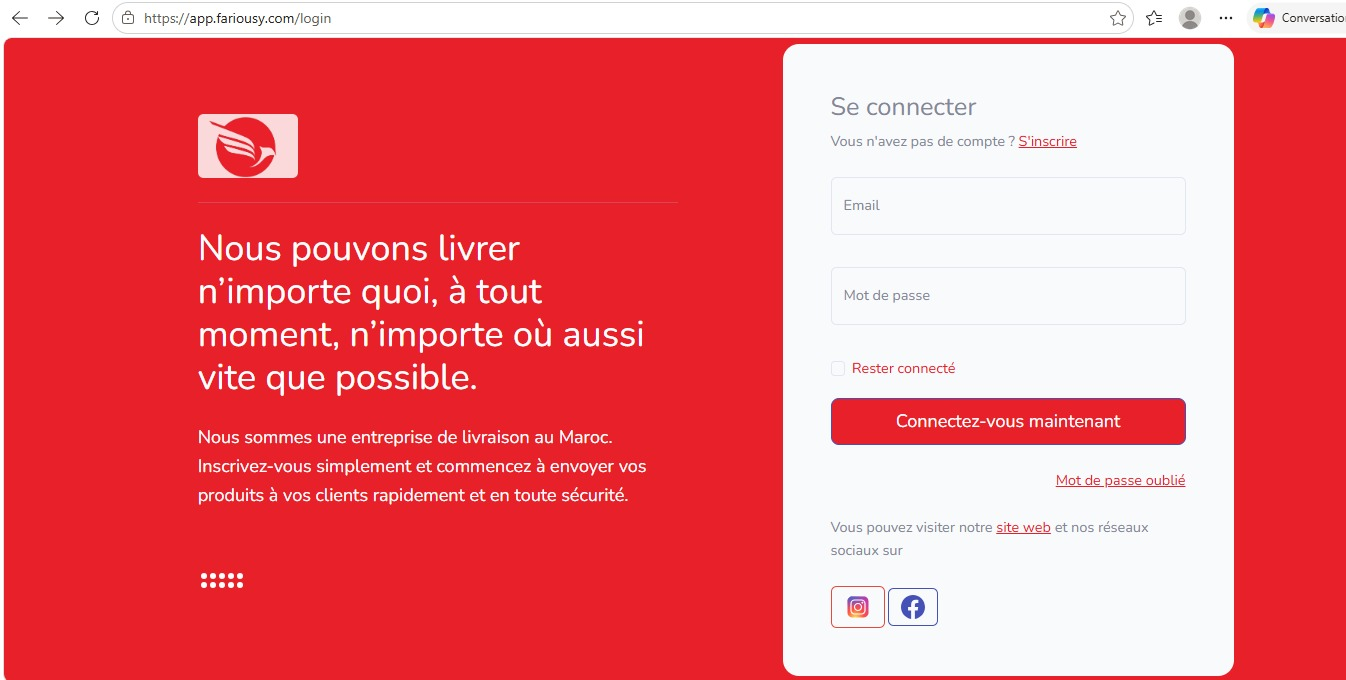 https://app.fariousy.com/login
Conversation
Nous pouvons livrer
n’importe quoi, à tout
moment, n’importe où aussi
vite que possible.
Nous sommes une entreprise de livraison au Maroc.
Inscrivez-vous simplement et commencez à envoyer vos
produits à vos clients rapidement et en toute sécurité.
Se connecter
Vous n'avez pas de compte ? S'inscrire
Email
Mot de passe
Rester connecté
Connectez-vous maintenant
Mot de passe oublié
Vous pouvez visiter notre site web et nos réseaux
sociaux sur